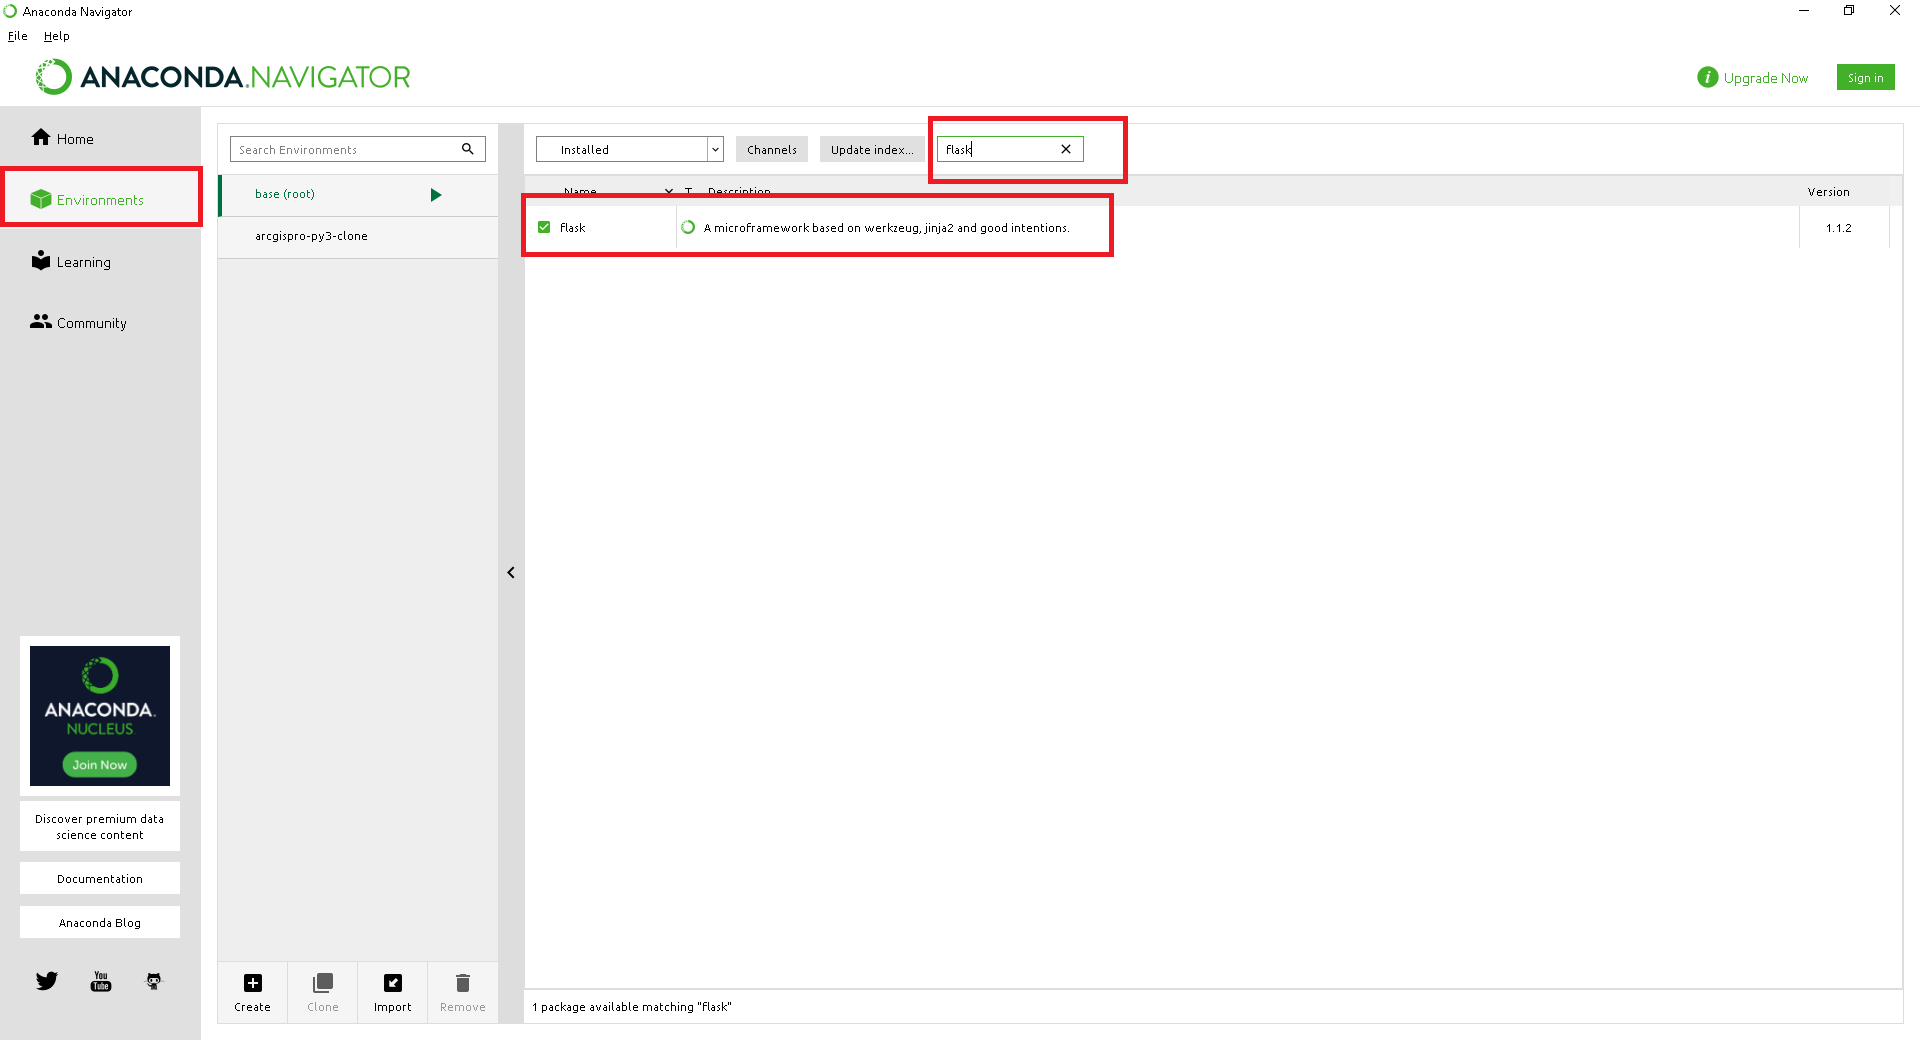 Anaconda Navigator
File Help
ANACONDA.NAVIGATOR
Upgrade Now
Sign in
Home
Environments
Learning
Community
ANACONDA.
NUCLEUS
Join Now
Discover premium data
science content
Documentation
Anaconda Blog
You
Tube
Search Environments
base (root)
arcgispro-py3-clone
Create
Clone
Import
Remove
Installed
Channels
Update index...
flask
Name T Description Version
flask A microframework based on werkzeug, jinja2 and good intentions. 1.1.2
1 package available matching "flask"